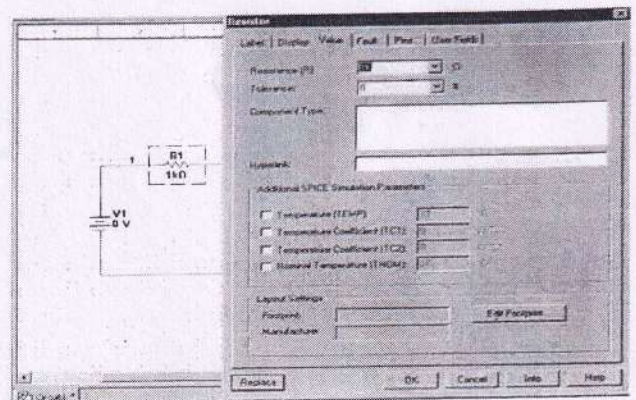 Resistor
Label Display Value Fault Pins User Fields
Resistance (R): Ω
Tolerance: 0 %
Component Type:
Hyperlink:
Additional SPICE Simulation Parameters
Temperature (TEMP):
Temperature Coefficient (TC1):
Temperature Coefficient (TC2):
Nominal Temperature (TNOM):
Layout Settings
Footprint: Edit Footprint
Manufacturer:
Replace OK Cancel Info Help
1
R1
1kΩ
V1
0 V